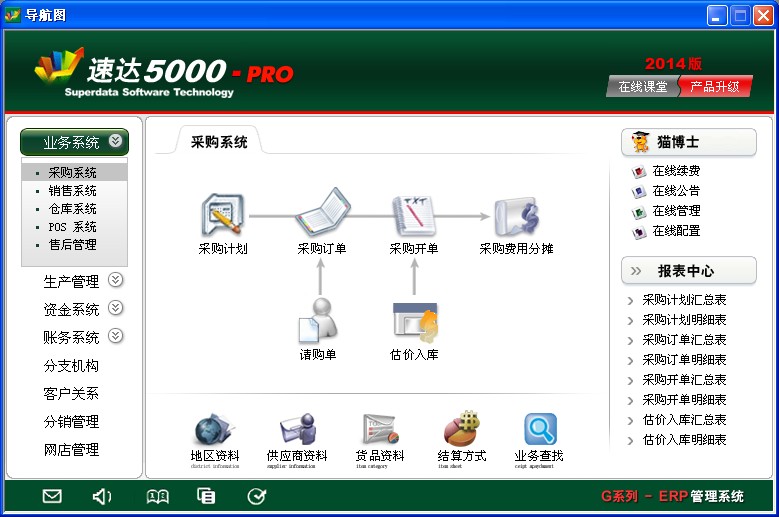 导航图
速达5000-PRO
Superdata Software Technology
2014版
在线课堂
产品升级
业务系统
采购系统
销售系统
仓库系统
POS 系统
售后管理
生产管理
资金系统
账务系统
分支机构
客户关系
分销管理
网店管理
采购系统
采购计划
采购订单
TXT
采购开单
采购费用分摊
请购单
估价入库
地区资料
district information
供应商资料
supplier information
货品资料
item category
结算方式
item sheet
业务查找
猫博士
在线续费
在线公告
在线管理
在线配置
报表中心
采购计划汇总表
采购计划明细表
采购订单汇总表
采购订单明细表
采购开单汇总表
采购开单明细表
估价入库汇总表
估价入库明细表
G系列 - ERP管理系统